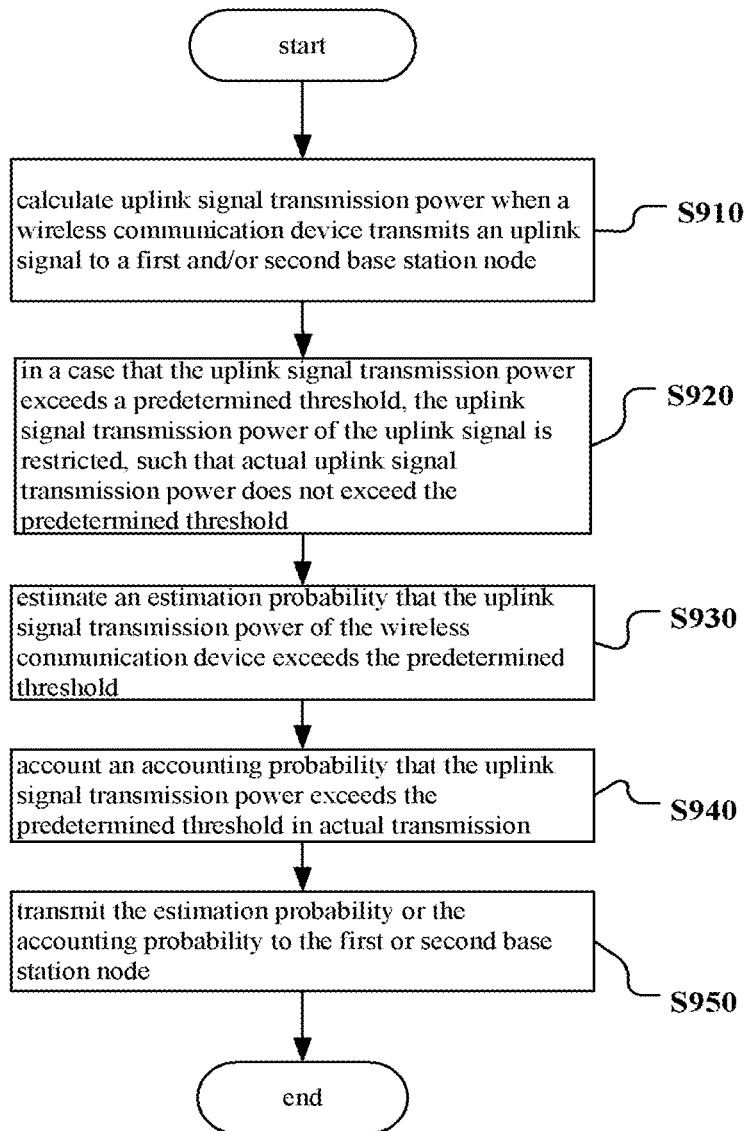 start
calculate uplink signal transmission power when a
wireless communication device transmits an uplink
signal to a first and/or second base station node
S910
in a case that the uplink signal transmission power
exceeds a predetermined threshold, the uplink
signal transmission power of the uplink signal is
restricted, such that actual uplink signal
transmission power does not exceed the
predetermined threshold
S920
estimate an estimation probability that the uplink
signal transmission power of the wireless
communication device exceeds the predetermined
threshold
S930
account an accounting probability that the uplink
signal transmission power exceeds the
predetermined threshold in actual transmission
S940
transmit the estimation probability or the
accounting probability to the first or second base
station node
S950
end